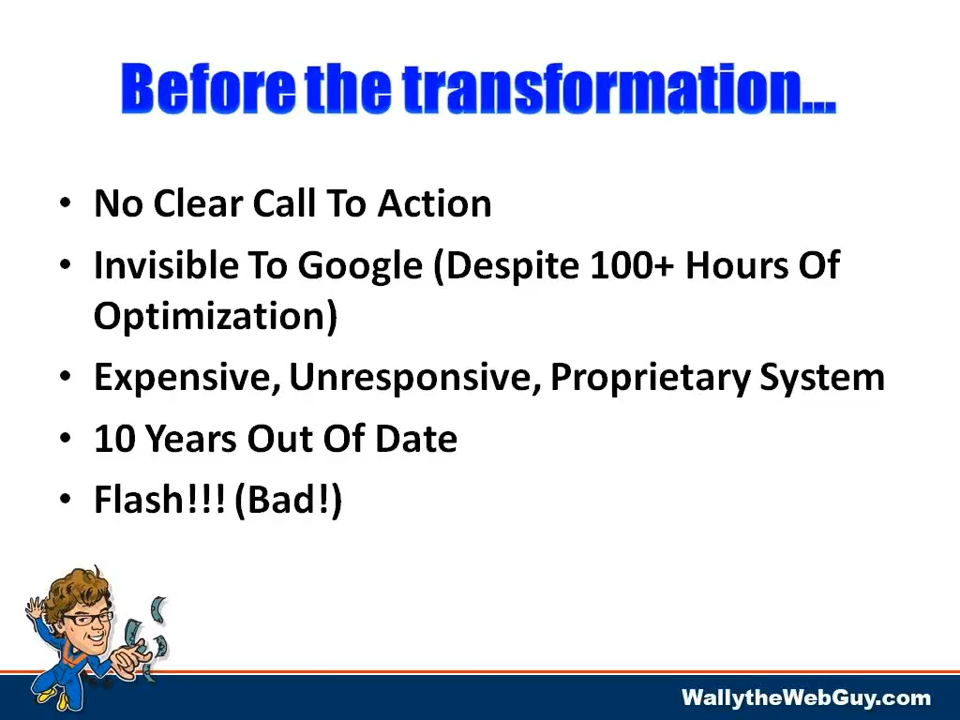 Before the transformation...
• No Clear Call To Action
• Invisible To Google (Despite 100+ Hours Of
Optimization)
• Expensive, Unresponsive, Proprietary System
• 10 Years Out Of Date
• Flash!!! (Bad!)
WallytheWebGuy.com